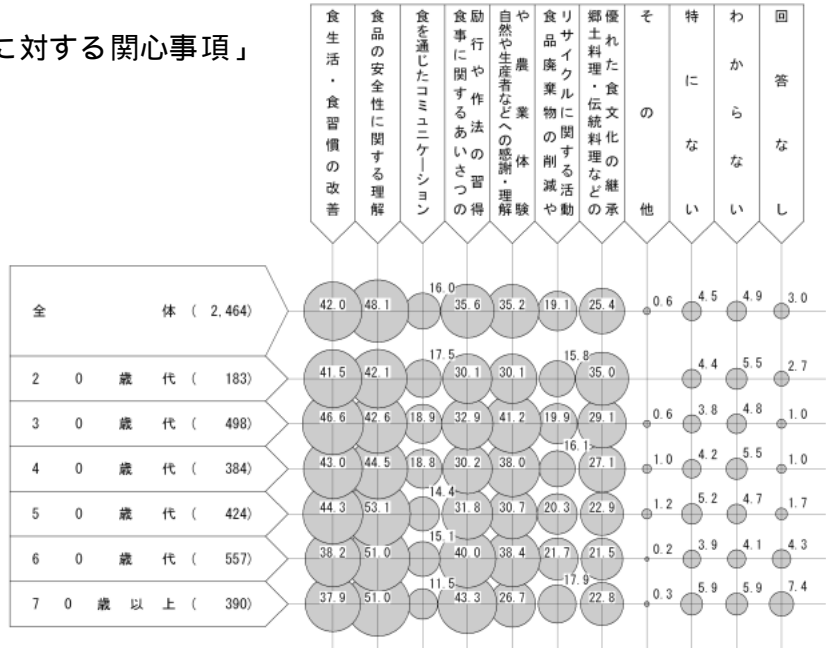 に対する関心事項」
食生活・食習慣の改善
食品の安全性に関する理解
食を通じたコミュニケーション
食事に関するあいさつの
励行や作法の習得
自然や生産者などへの感謝・理解
や農業体験
食品廃棄物の削減や
リサイクルに関する活動
郷土料理・伝統料理などの
優れた食文化の継承
その他
特にない
わからない
回答なし
全体 ( 2,464) 42.0 48.1 16.0 35.6 35.2 19.1 25.4 0.6 4.5 4.9 3.0
20歳代 ( 183) 41.5 42.1 17.5 30.1 30.1 15.8 35.0 4.4 5.5 2.7
30歳代 ( 498) 46.6 42.6 18.9 32.9 41.2 19.9 29.1 0.6 3.8 4.8 1.0
40歳代 ( 384) 43.0 44.5 18.8 30.2 38.0 16.1 27.1 1.0 4.2 5.5 1.0
50歳代 ( 424) 44.3 53.1 14.4 31.8 30.7 20.3 22.9 1.2 5.2 4.7 1.7
60歳代 ( 557) 38.2 51.0 15.1 40.0 38.4 21.7 21.5 0.2 3.9 4.1 4.3
70歳以上 ( 390) 37.9 51.0 11.5 43.3 26.7 17.9 22.8 0.3 5.9 5.9 7.4